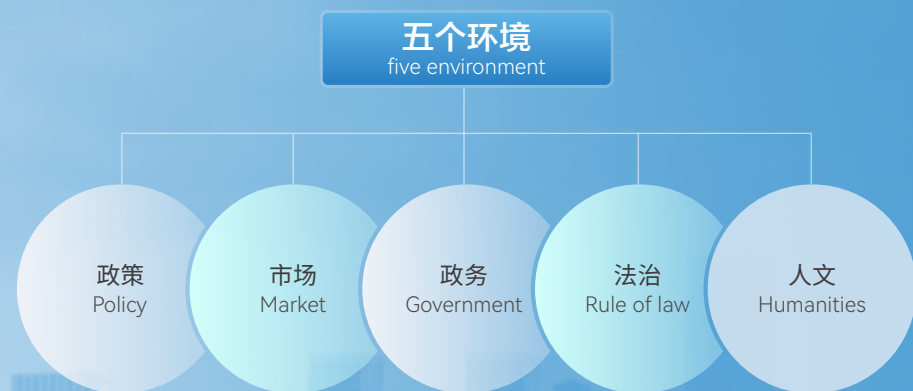 五个环境
five environment
政策
Policy
市场
Market
政务
Government
法治
Rule of law
人文
Humanities